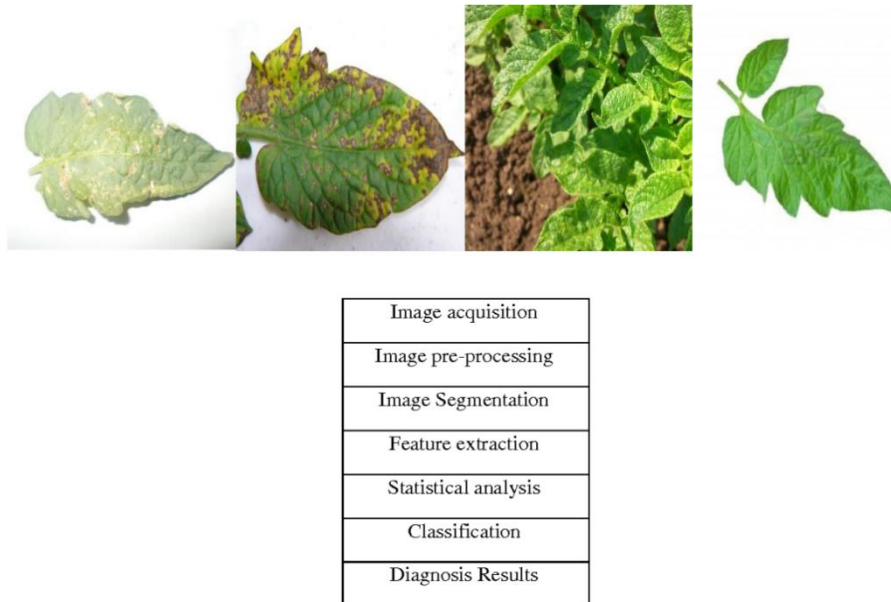 Image acquisition
Image pre-processing
Image Segmentation
Feature extraction
Statistical analysis
Classification
Diagnosis Results